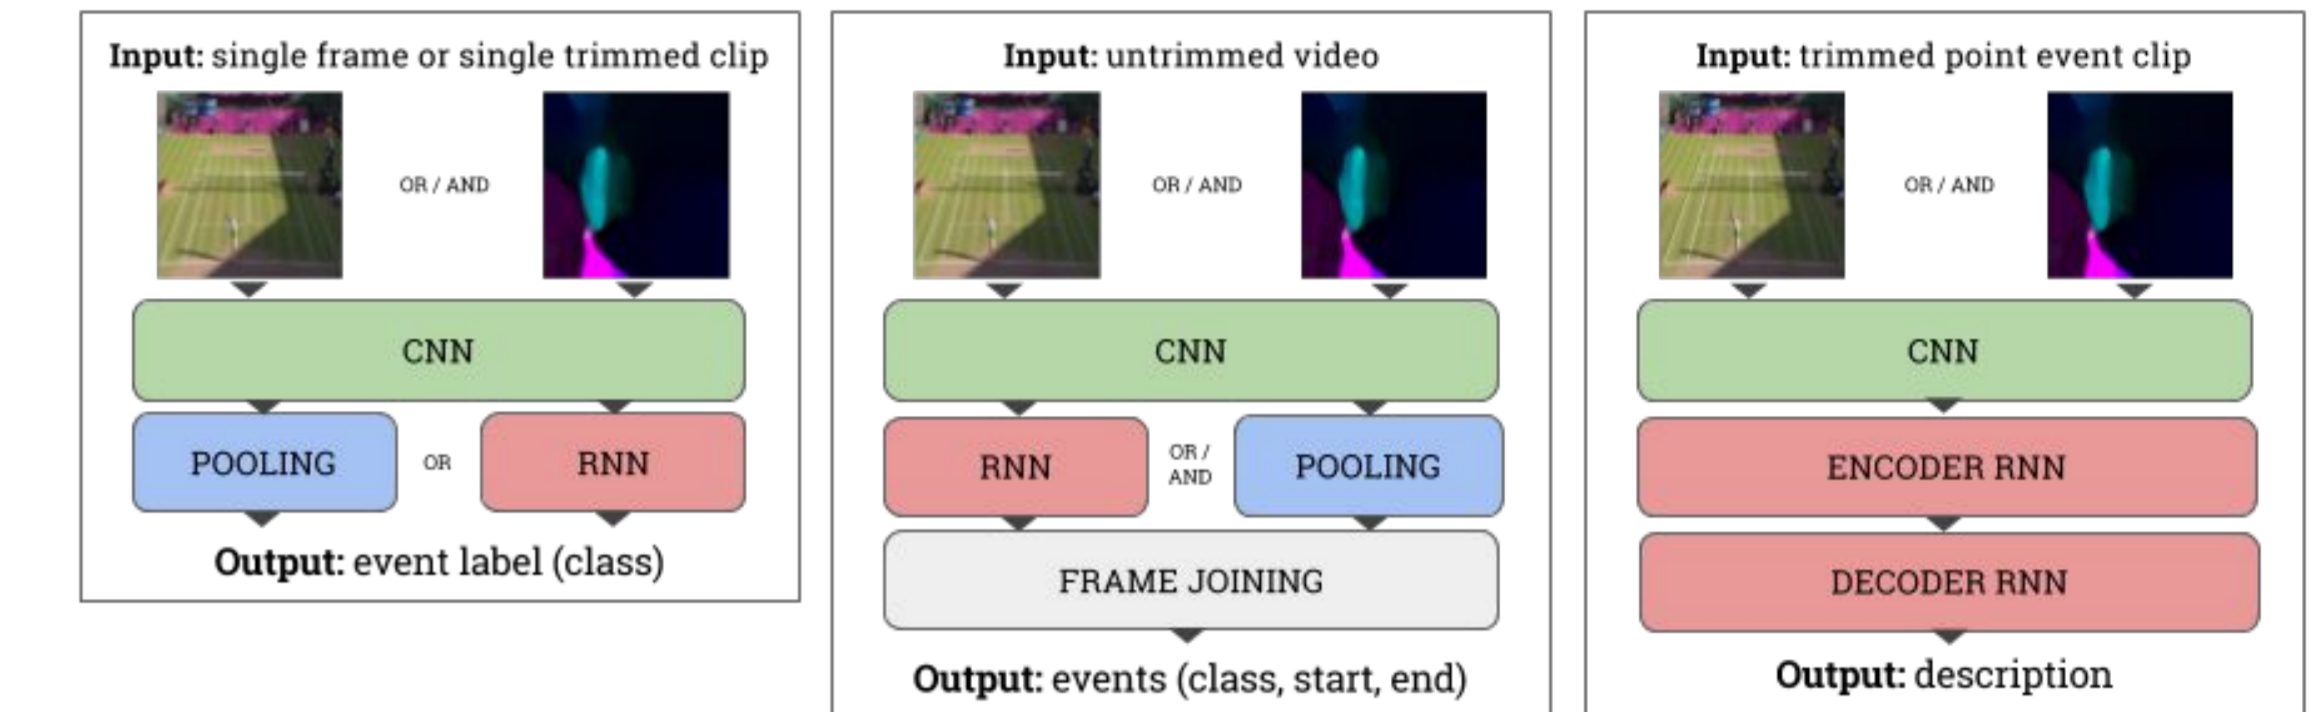 Input: single frame or single trimmed clip
OR / AND
CNN
POOLING
OR
RNN
Output: event label (class)
Input: untrimmed video
OR / AND
CNN
RNN
OR /
AND
POOLING
FRAME JOINING
Output: events (class, start, end)
Input: trimmed point event clip
OR / AND
CNN
ENCODER RNN
DECODER RNN
Output: description